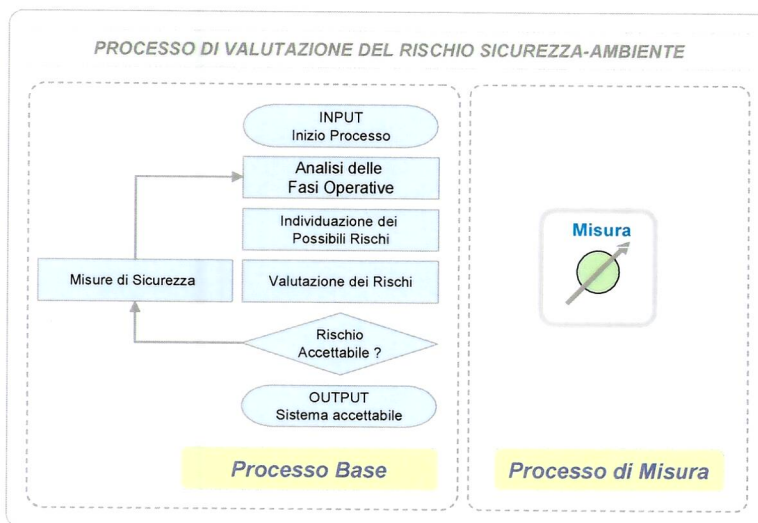 PROCESSO DI VALUTAZIONE DEL RISCHIO SICUREZZA-AMBIENTE
INPUT
Inizio Processo
Analisi delle
Fasi Operative
Individuazione dei
Possibili Rischi
Misure di Sicurezza
Valutazione dei Rischi
Rischio
Accettabile ?
OUTPUT
Sistema accettabile
Processo Base
Misura
Processo di Misura